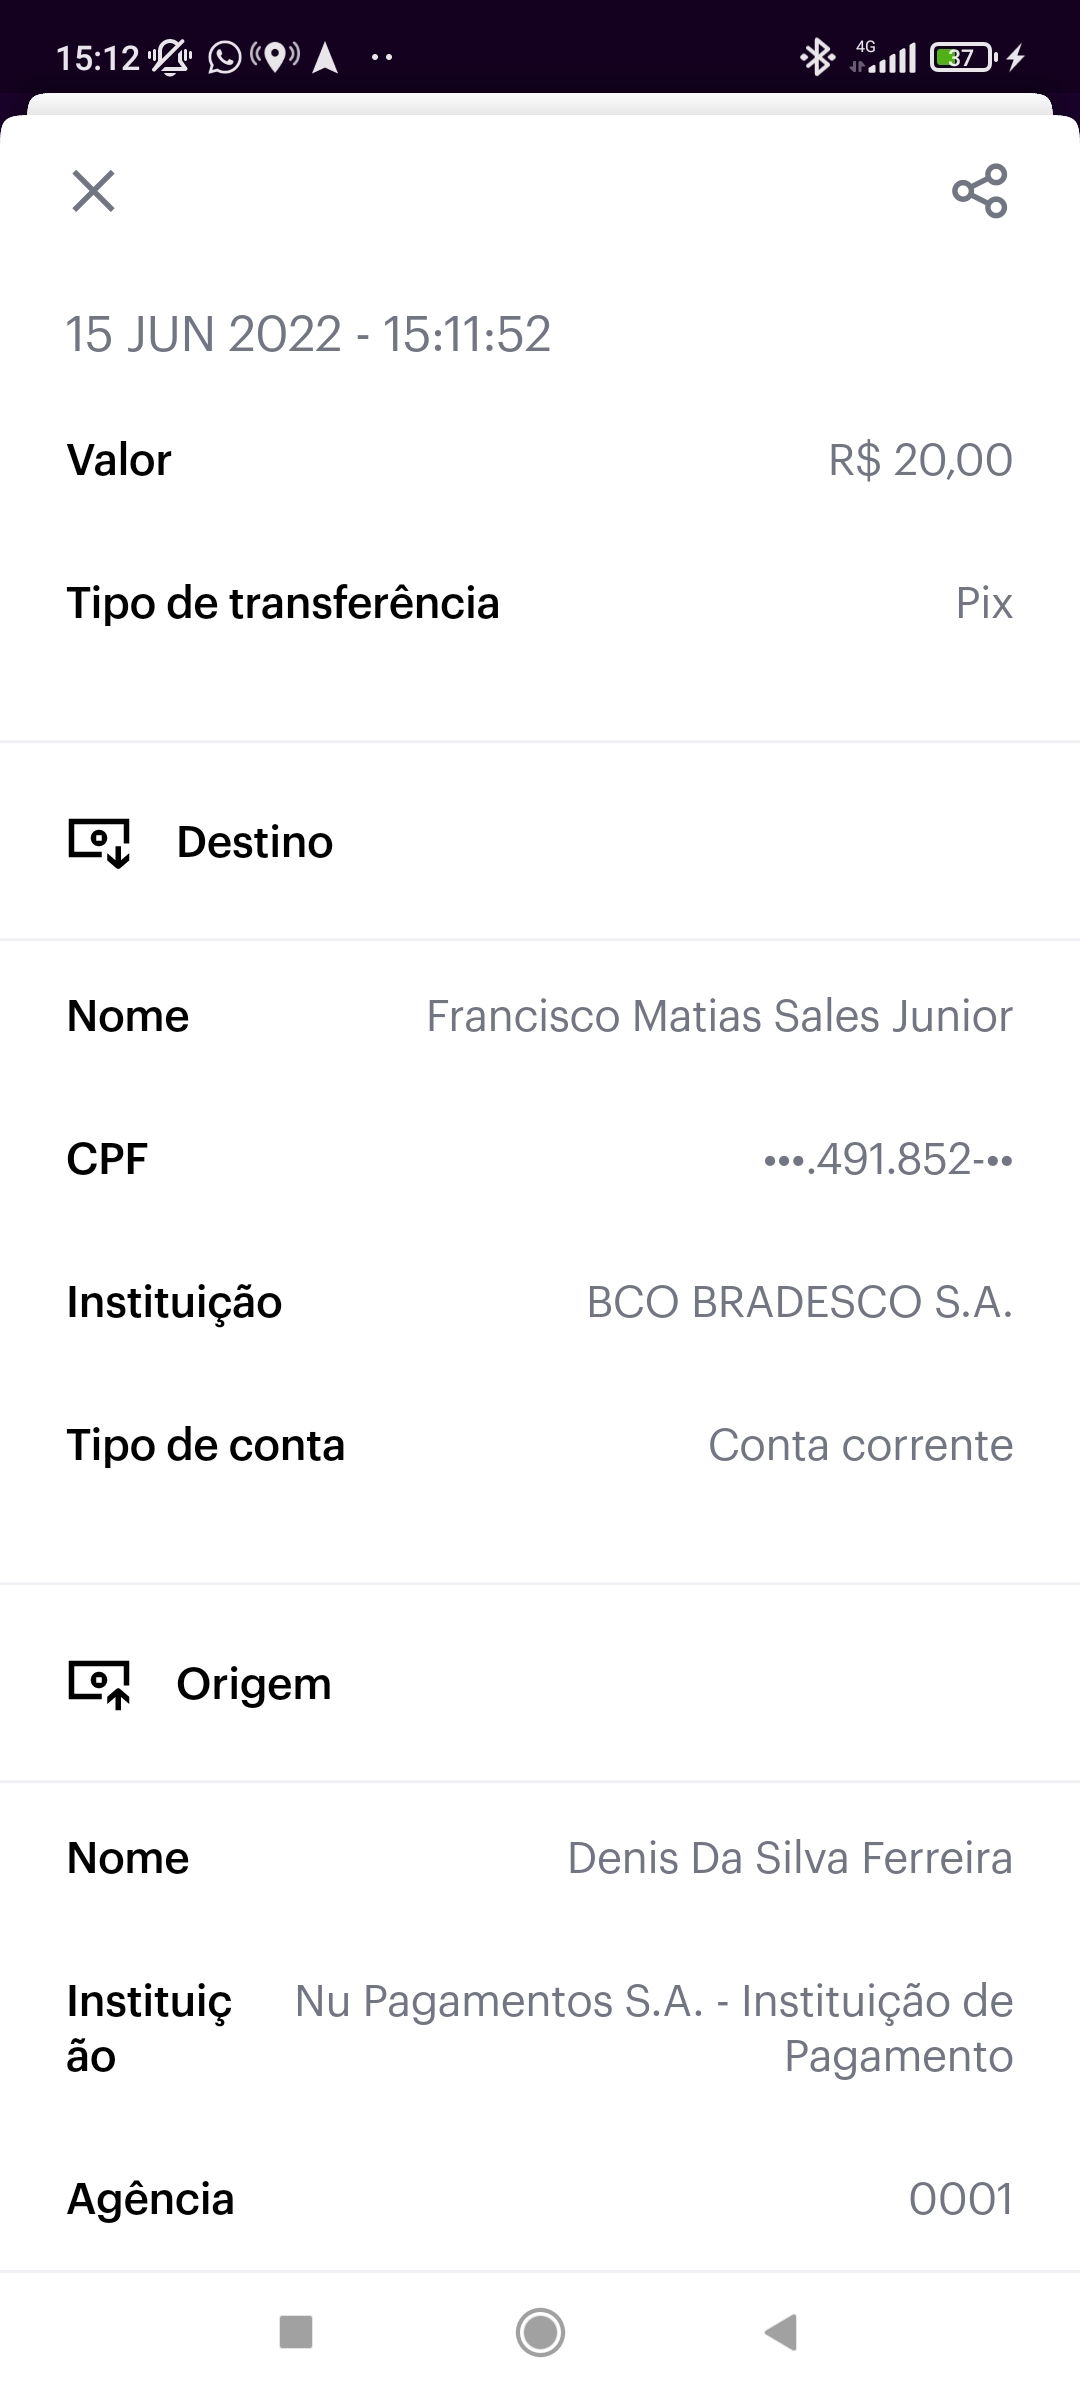 15:12
4G
37
15 JUN 2022 - 15:11:52
Valor R$ 20,00
Tipo de transferência Pix
Destino
Nome Francisco Matias Sales Junior
CPF •••.491.852-••
Instituição BCO BRADESCO S.A.
Tipo de conta Conta corrente
Origem
Nome Denis Da Silva Ferreira
Instituiç Nu Pagamentos S.A. - Instituição de
ão Pagamento
Agência 0001